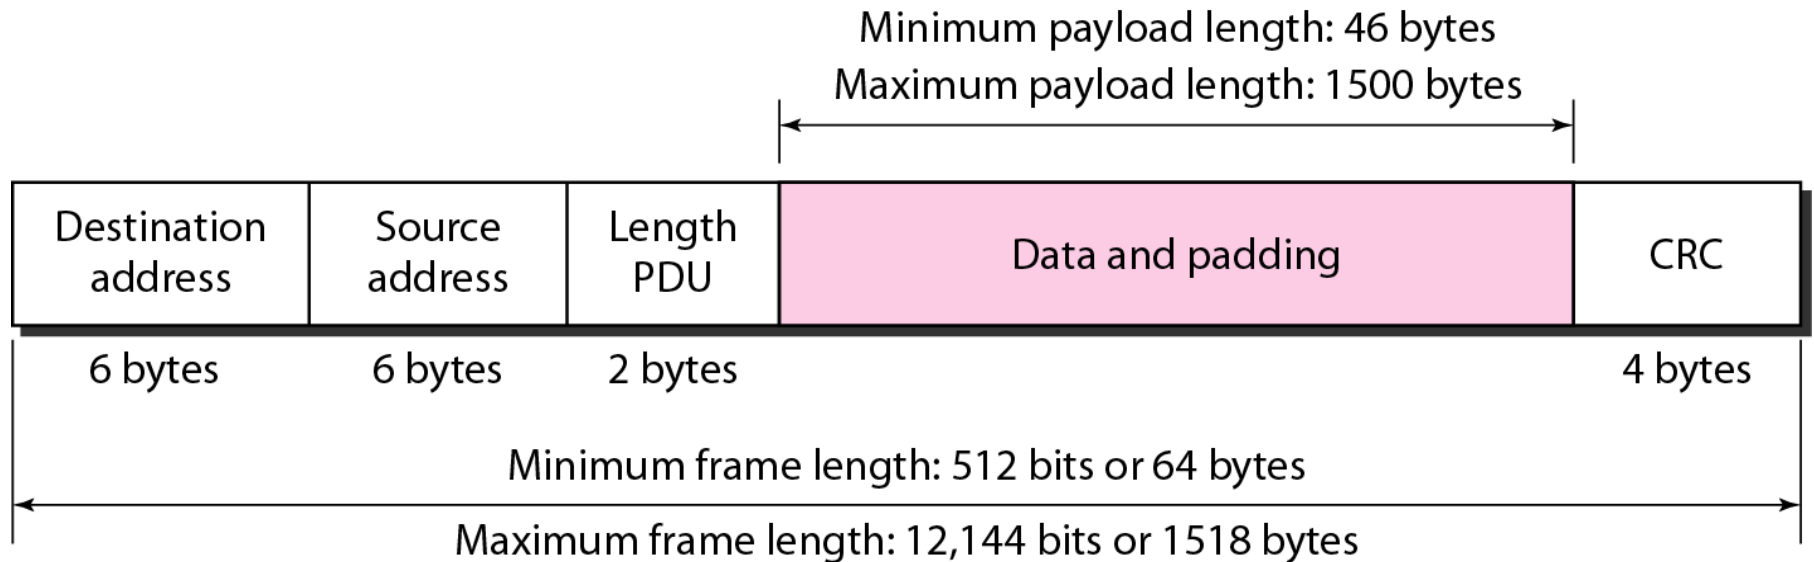 Minimum payload length: 46 bytes
Maximum payload length: 1500 bytes
Destination
address
Source
address
Length
PDU
Data and padding
CRC
6 bytes
6 bytes
2 bytes
4 bytes
Minimum frame length: 512 bits or 64 bytes
Maximum frame length: 12,144 bits or 1518 bytes